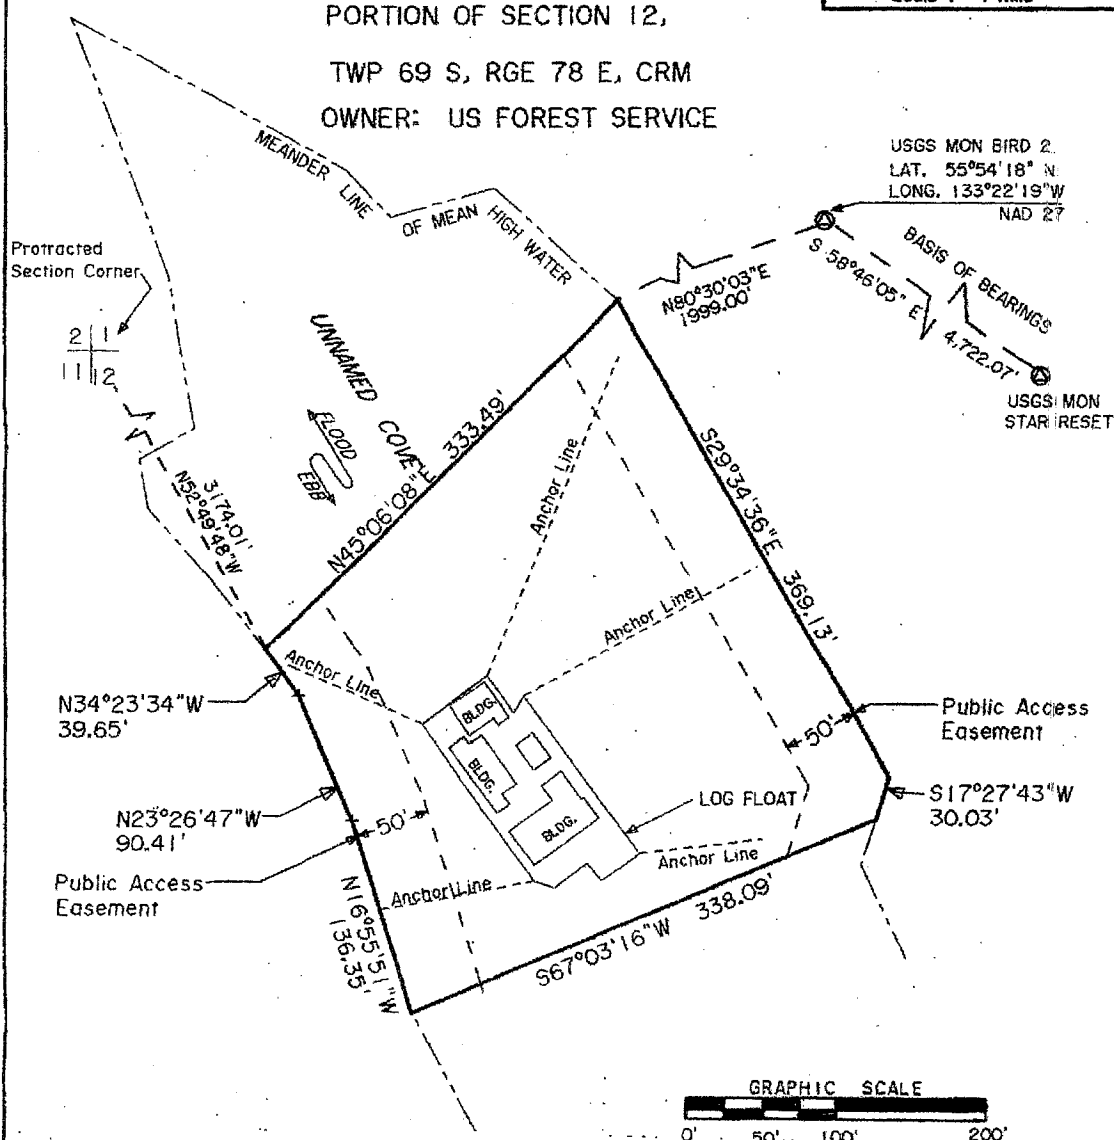 PORTION OF SECTION 12,
TWP 69 S, RGE 78 E, CRM
OWNER: US FOREST SERVICE
MEANDER LINE
OF MEAN HIGH WATER
USGS MON BIRD 2
LAT. 55°54'18" N
LONG. 133°22'19"W
NAD 27
BASIS OF BEARINGS
S 58°46'05" E 4,722.07'
USGS MON
STAR RESET
N80°30'03"E
1999.00'
Protracted
Section Corner
2 1
11 12
UNNAMED COVE
FLOOD
EBB
3174.01'
N52°49'48"W
N45°06'08"E 333.49'
Anchor Line
S29°34'36"E 369.13'
Anchor Line
Anchor Line
N34°23'34"W
39.65'
BLDG.
BLDG.
BLDG.
50'
Public Access
Easement
LOG FLOAT
S17°27'43"W
30.03'
N23°26'47"W
90.41'
50'
Public Access
Easement
Anchor Line
Anchor Line
N16°55'51"W
136.35'
S67°03'16"W 338.09'
GRAPHIC SCALE
0' 50' 100' 200'